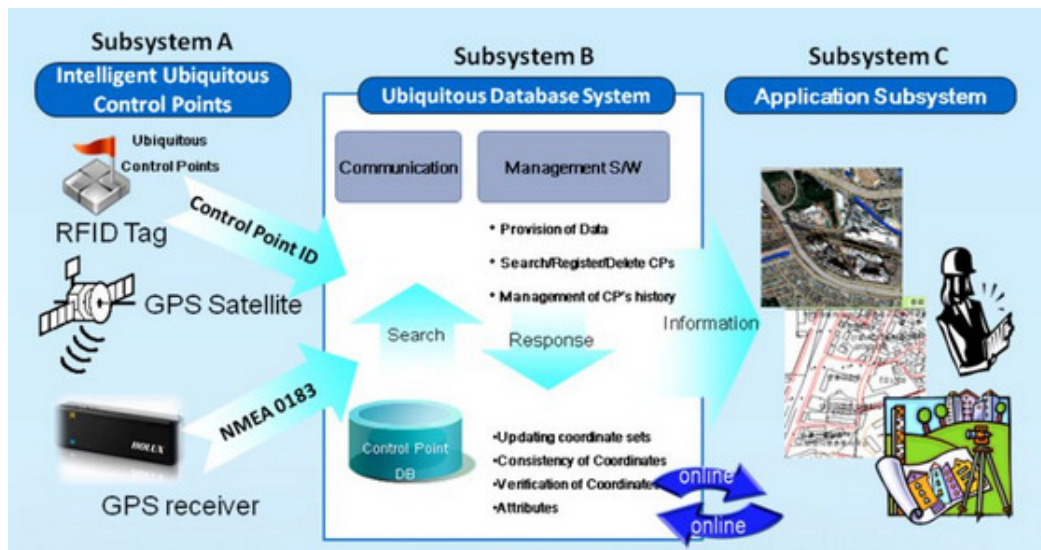 Subsystem A
Intelligent Ubiquitous
Control Points
Ubiquitous
Control Points
RFID Tag
Control Point ID
GPS Satellite
NMEA 0183
HOLUX
GPS receiver
Subsystem B
Ubiquitous Database System
Communication
Management S/W
• Provision of Data
• Search/Register/Delete CPs
• Management of CP's history
Search
Response
Control Point
DB
•Updating coordinate sets
•Consistency of Coordinates
•Verification of Coordinates
•Attributes
Information
online
online
Subsystem C
Application Subsystem